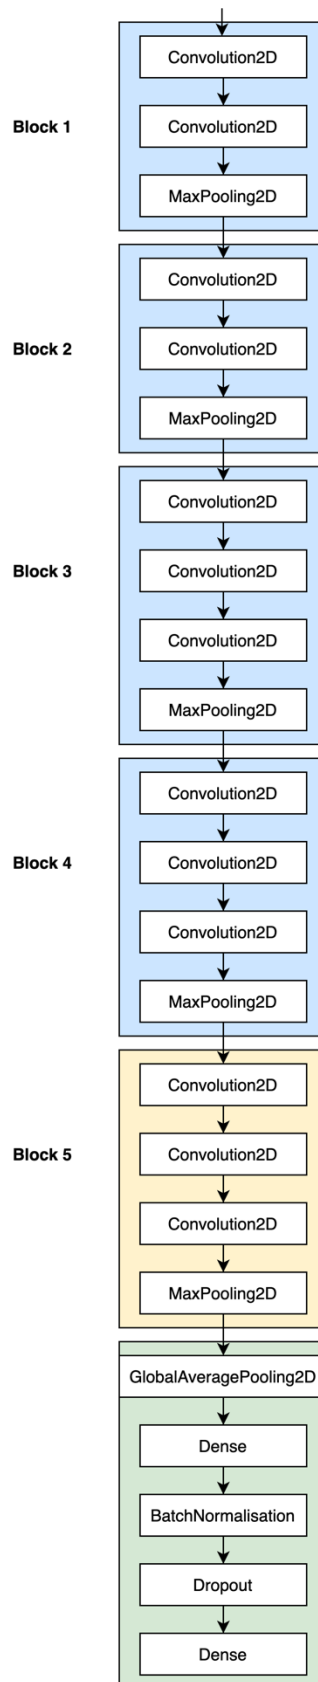 Convolution2D
Block 1
Convolution2D
MaxPooling2D
Convolution2D
Block 2
Convolution2D
MaxPooling2D
Convolution2D
Block 3
Convolution2D
Convolution2D
MaxPooling2D
Convolution2D
Block 4
Convolution2D
Convolution2D
MaxPooling2D
Convolution2D
Block 5
Convolution2D
Convolution2D
MaxPooling2D
GlobalAveragePooling2D
Dense
BatchNormalisation
Dropout
Dense